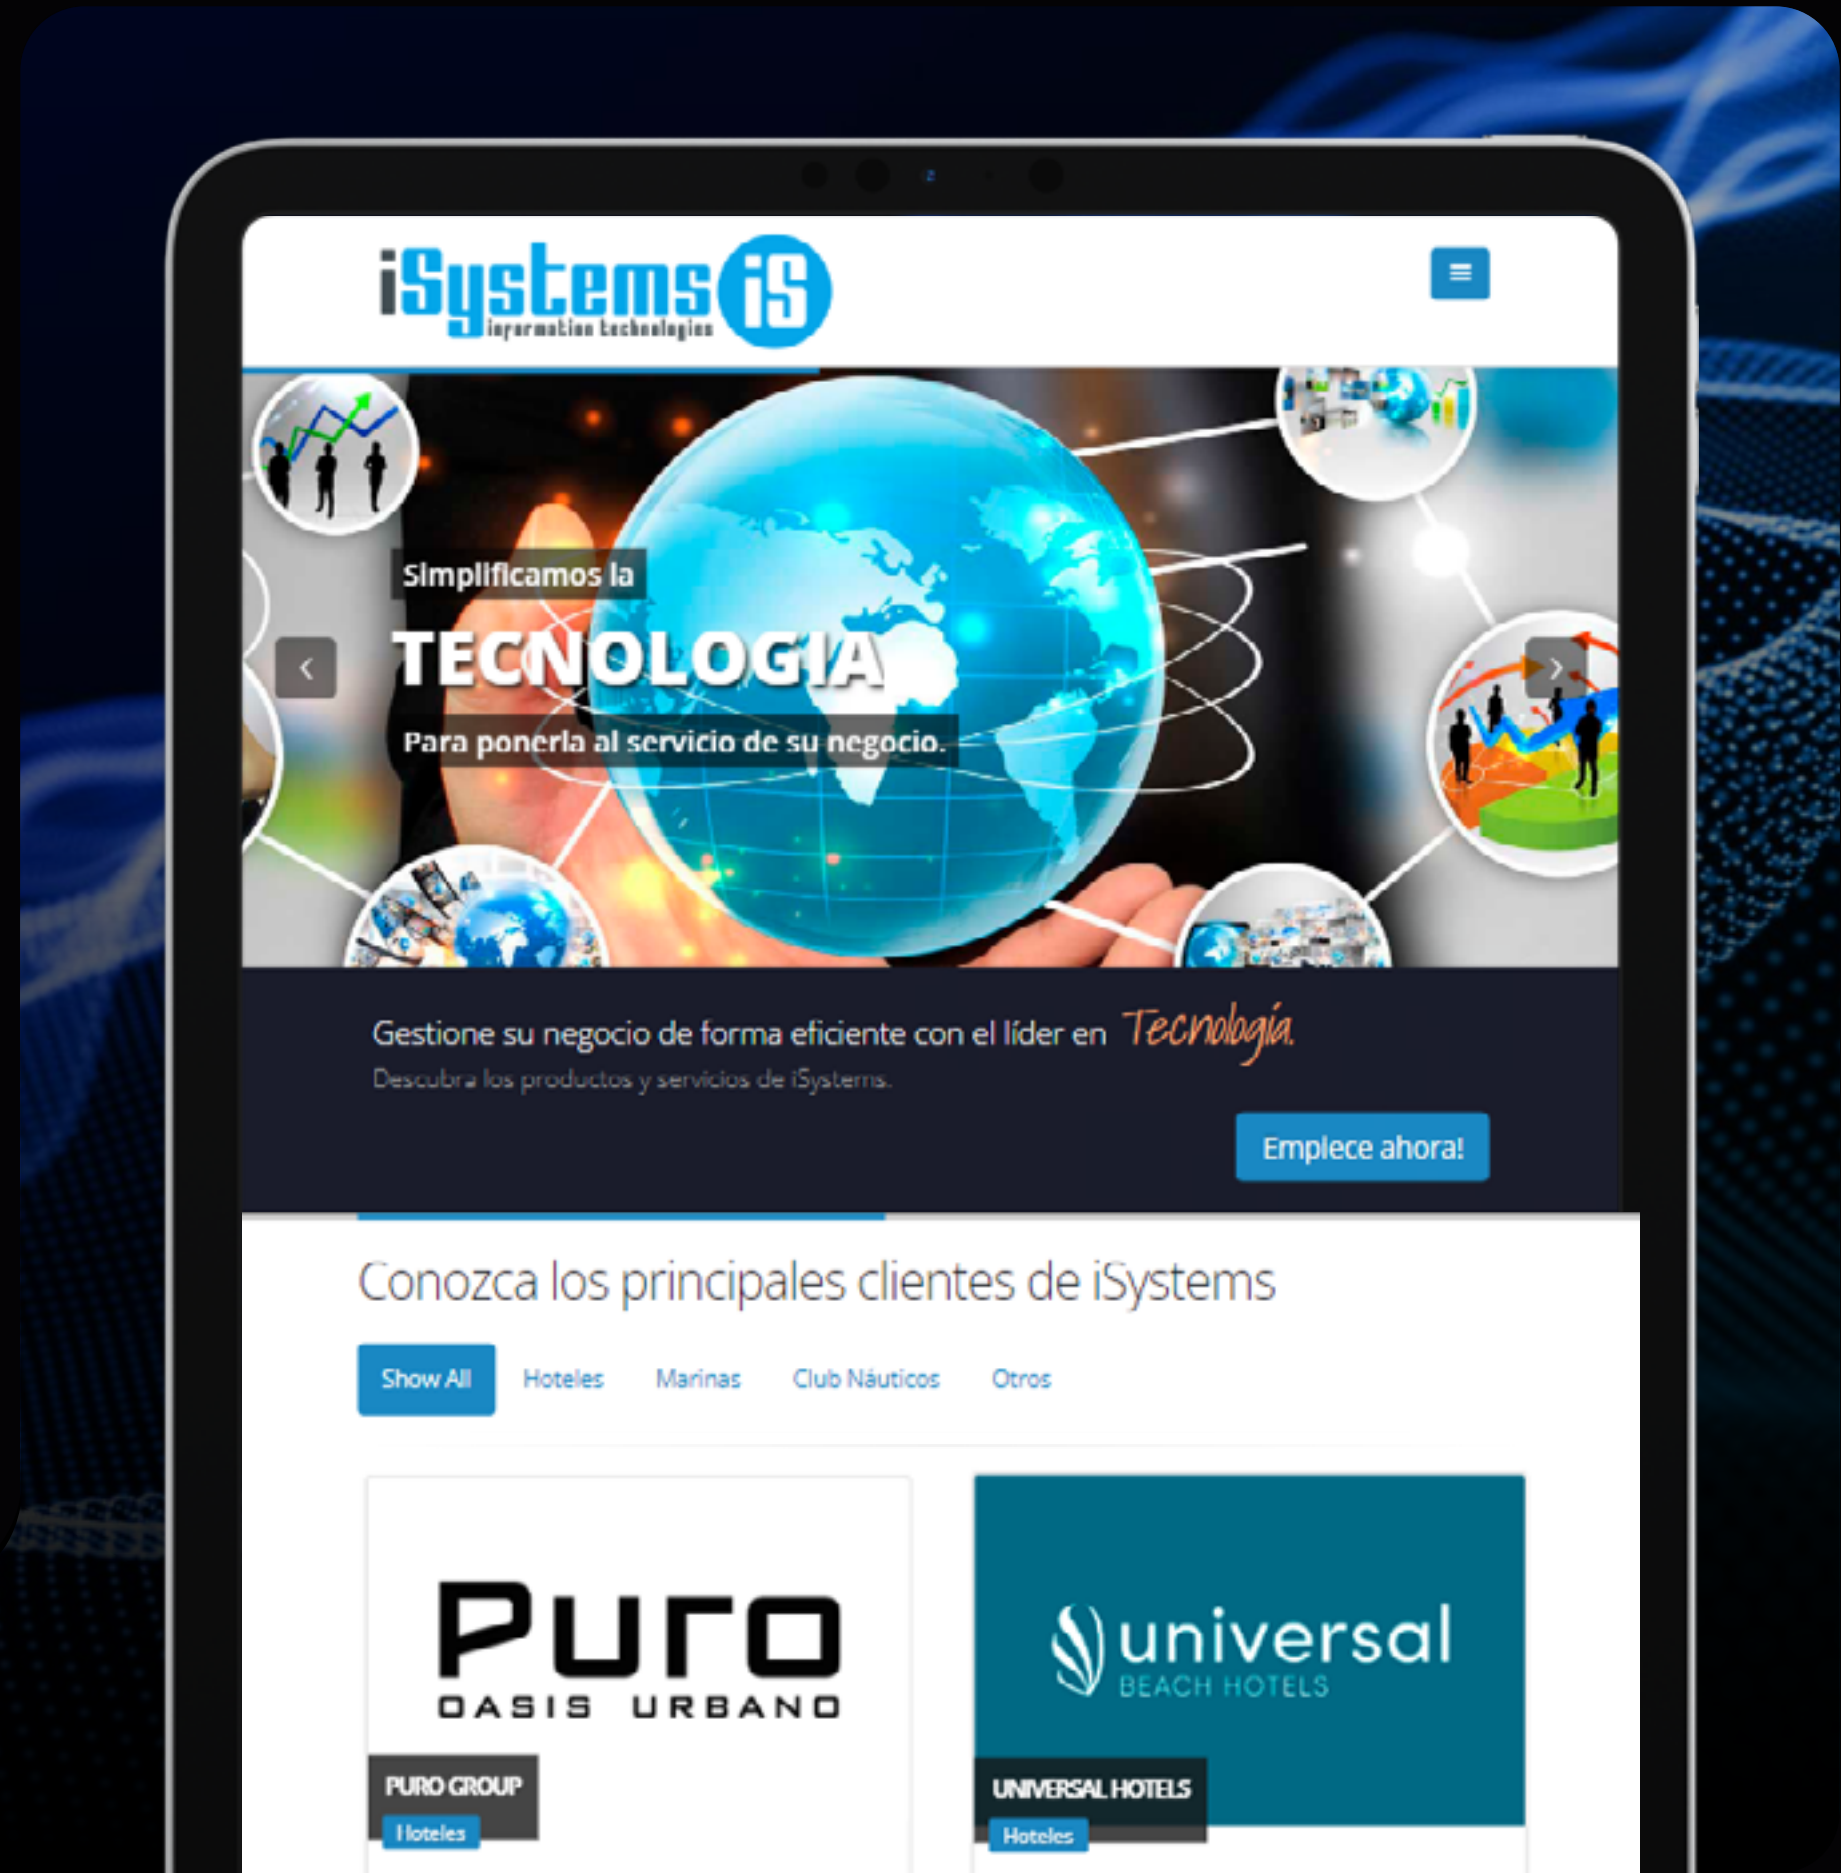 iSystems iS
information technologies
Simplificamos la
TECNOLOGIA
Para ponerla al servicio de su negocio.
Gestione su negocio de forma eficiente con el líder en Tecnología.
Descubra los productos y servicios de iSystems.
Empiece ahora!
Conozca los principales clientes de iSystems
Show All Hoteles Marinas Club Náuticos Otros
Puro
OASIS URBANO
PURO GROUP
Hoteles
universal
BEACH HOTELS
UNIVERSAL HOTELS
Hoteles